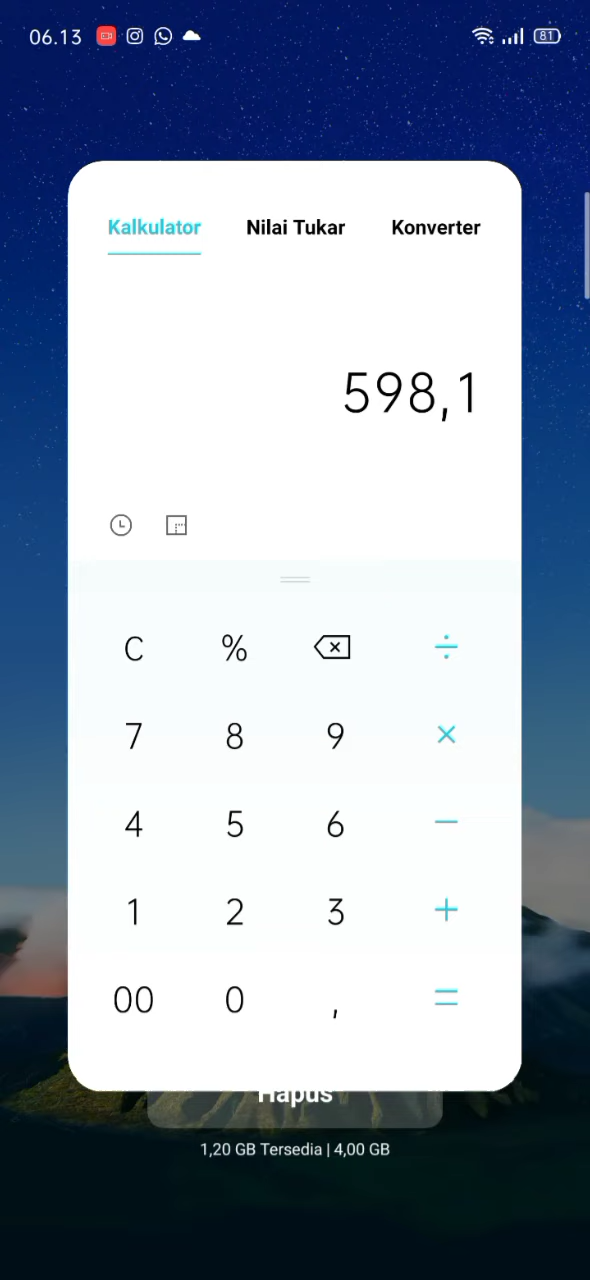 06.13 81
Kalkulator Nilai Tukar Konverter
598,1
C % ÷
7 8 9 ×
4 5 6 −
1 2 3 +
00 0 , =
Hapus
1,20 GB Tersedia | 4,00 GB